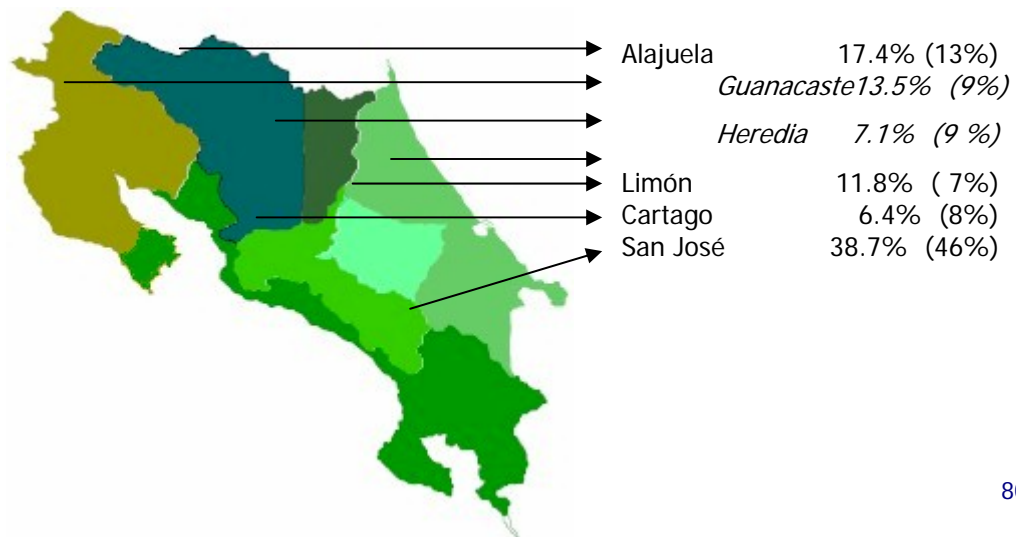 Alajuela 17.4% (13%)
Guanacaste13.5% (9%)
Heredia 7.1% (9 %)
Limón 11.8% ( 7%)
Cartago 6.4% (8%)
San José 38.7% (46%)